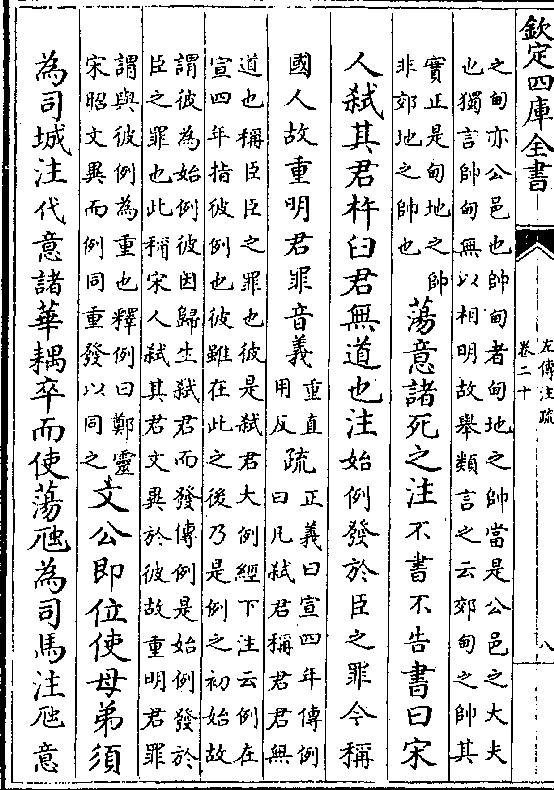 欽定四庫全書
左傳注疏
卷二十
八
之甸亦公邑也帥甸者甸地之帥當是公邑之大夫
也獨言帥甸無以相明故舉類言之云郊甸之帥其
實正是甸地之帥
非郊地之帥也
蕩意諸死之注不書不告書曰宋
人弑其君杵臼君無道也注始例發於臣之罪今稱
國人故重明君罪音義
重直
用反
疏
正義曰宣四年傳例
曰凡弑君稱君君無
道也稱臣臣之罪也彼是弑君大例經下注云例在
宣四年指彼例也彼雖在此之後乃是例之初始故
謂彼為始例彼因歸生弑君而發傳例是始例發於
臣之罪也此稱宋人弑其君文異於彼故重明君罪
謂與彼例為重也釋例曰鄭靈
宋昭文異而例同重發以同之
文公即位使母弟須
為司城注代意諸華耦卒而使蕩虺為司馬注虺意